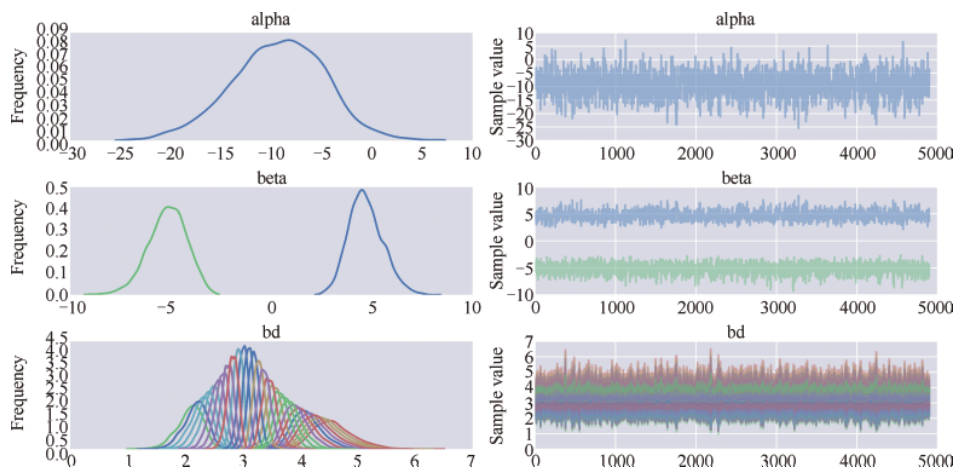 alpha
Frequency
0.09
0.08
0.07
0.06
0.05
0.04
0.03
0.02
0.01
0.00
−30 −25 −20 −15 −10 −5 0 5 10
alpha
Sample value
10
5
0
−5
−10
−15
−20
−25
−30
0 1000 2000 3000 4000 5000
beta
Frequency
0.5
0.4
0.3
0.2
0.1
0.0
−10 −5 0 5 10
beta
Sample value
10
5
0
−5
−10
0 1000 2000 3000 4000 5000
bd
Frequency
4.5
4.0
3.5
3.0
2.5
2.0
1.5
1.0
0.5
0.0
0 1 2 3 4 5 6 7
bd
Sample value
7
6
5
4
3
2
1
0
0 1000 2000 3000 4000 5000